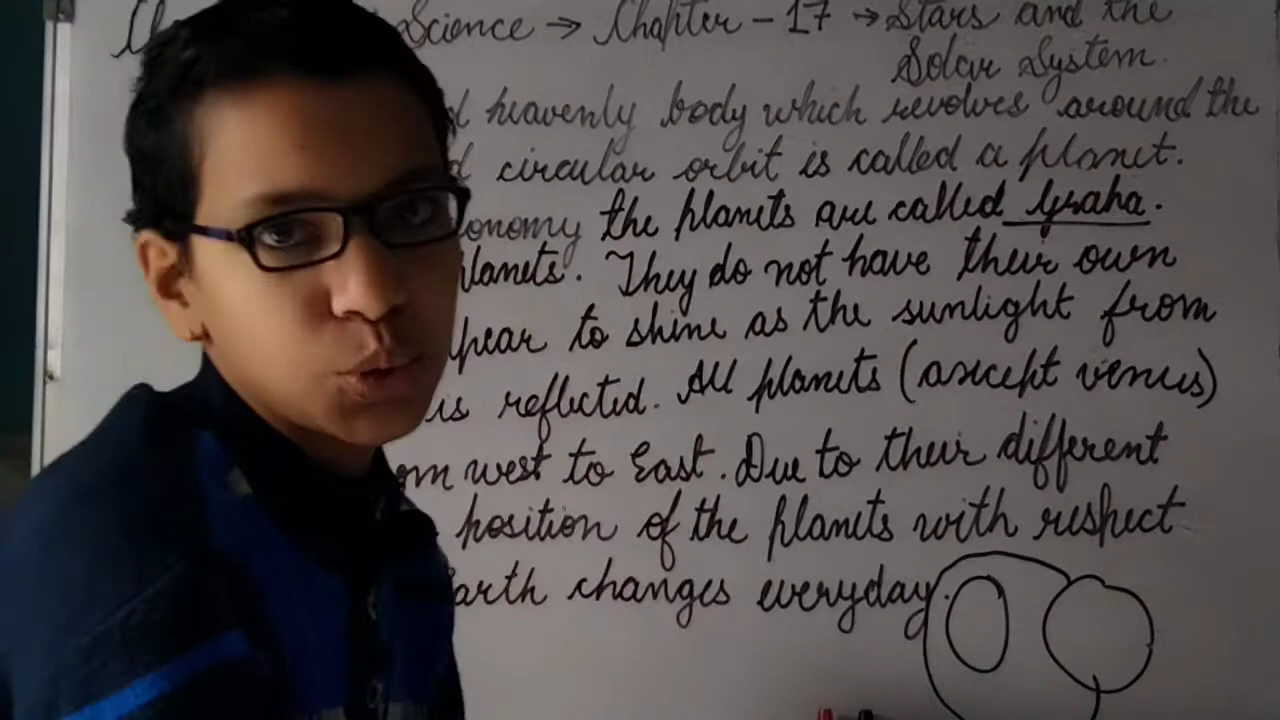 Science → Chapter - 17 → Stars and the
Solar System.
heavenly body which revolves around the
circular orbit is called a planet.
onomy the planets are called Graha.
lanets. They do not have their own
pear to shine as the sunlight from
is reflected. All planets (axcept venus)
om west to East. Due to their different
position of the planets with respect
arth changes everyday.